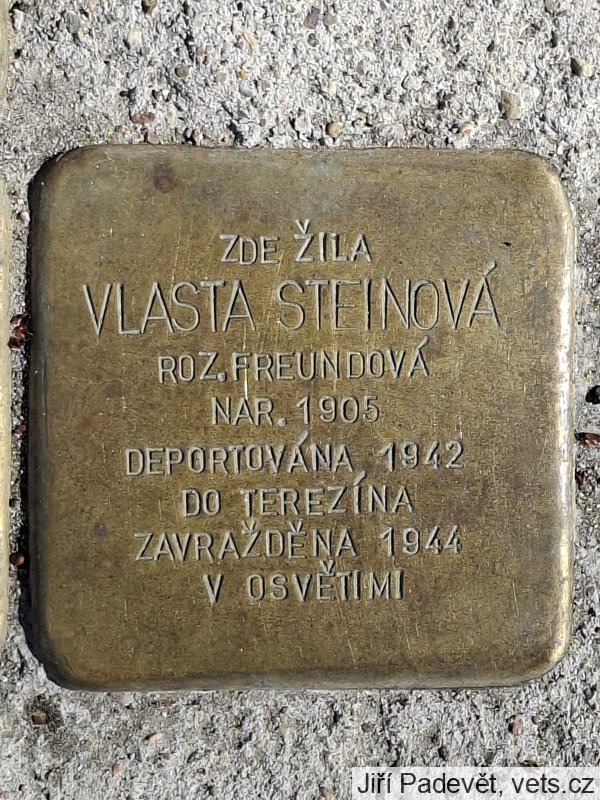 ZDE ŽILA
VLASTA STEINOVÁ
ROZ. FREUNDOVÁ
NAR. 1905
DEPORTOVÁNA 1942
DO TEREZÍNA
ZAVRAŽDĚNA 1944
V OSVĚTIMI
Jiří Padevět, vets.cz